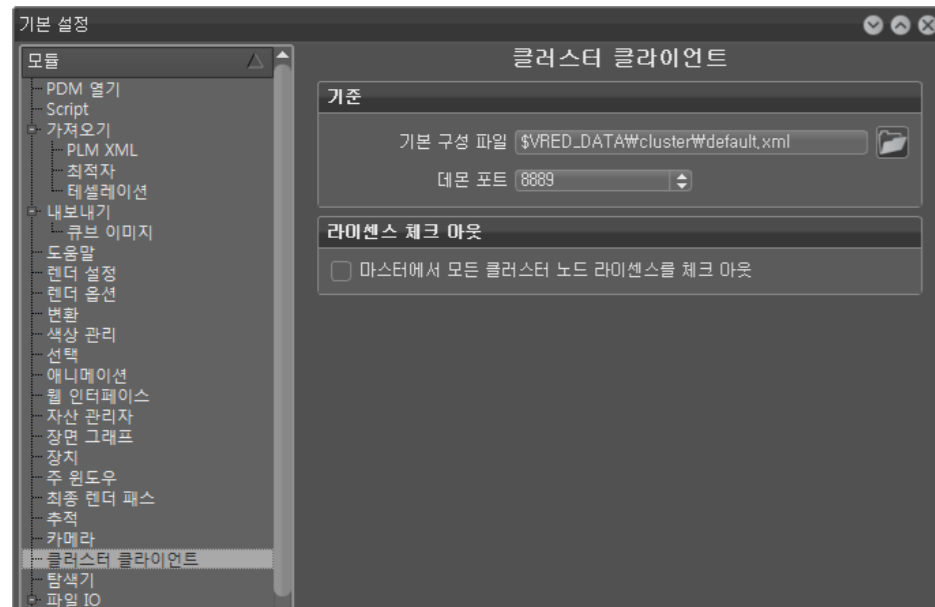 기본 설정
모듈
PDM 열기
Script
가져오기
PLM XML
최적자
테셀레이션
내보내기
큐브 이미지
도움말
렌더 설정
렌더 옵션
변환
색상 관리
선택
애니메이션
웹 인터페이스
자산 관리자
장면 그래프
장치
주 윈도우
최종 렌더 패스
추적
카메라
클러스터 클라이언트
탐색기
파일 IO
클러스터 클라이언트
기준
기본 구성 파일 $VRED_DATA₩cluster₩default.xml
데몬 포트 8889
라이센스 체크 아웃
마스터에서 모든 클러스터 노드 라이센스를 체크 아웃